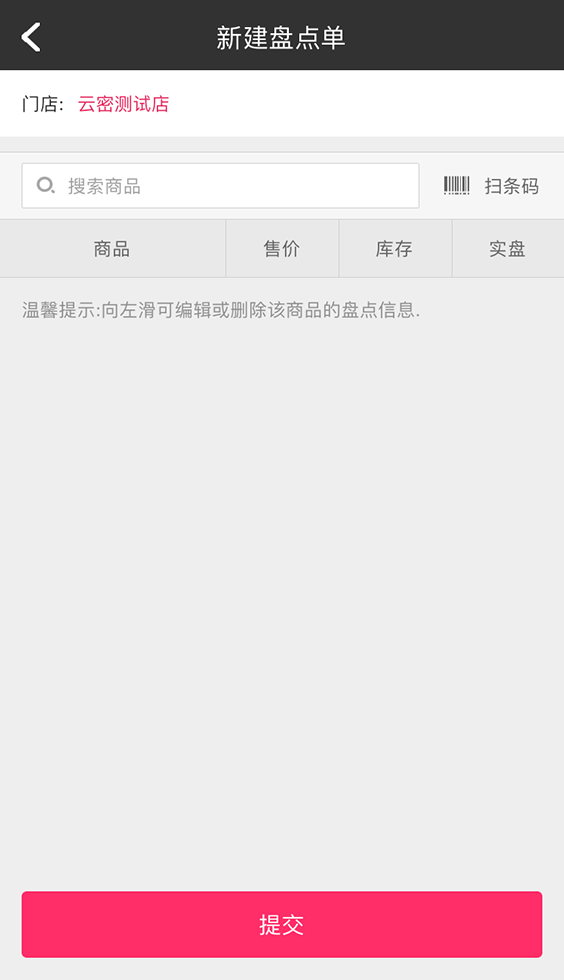 新建盘点单
门店: 云密测试店
搜索商品 扫条码
商品 售价 库存 实盘
温馨提示:向左滑可编辑或删除该商品的盘点信息.
提交